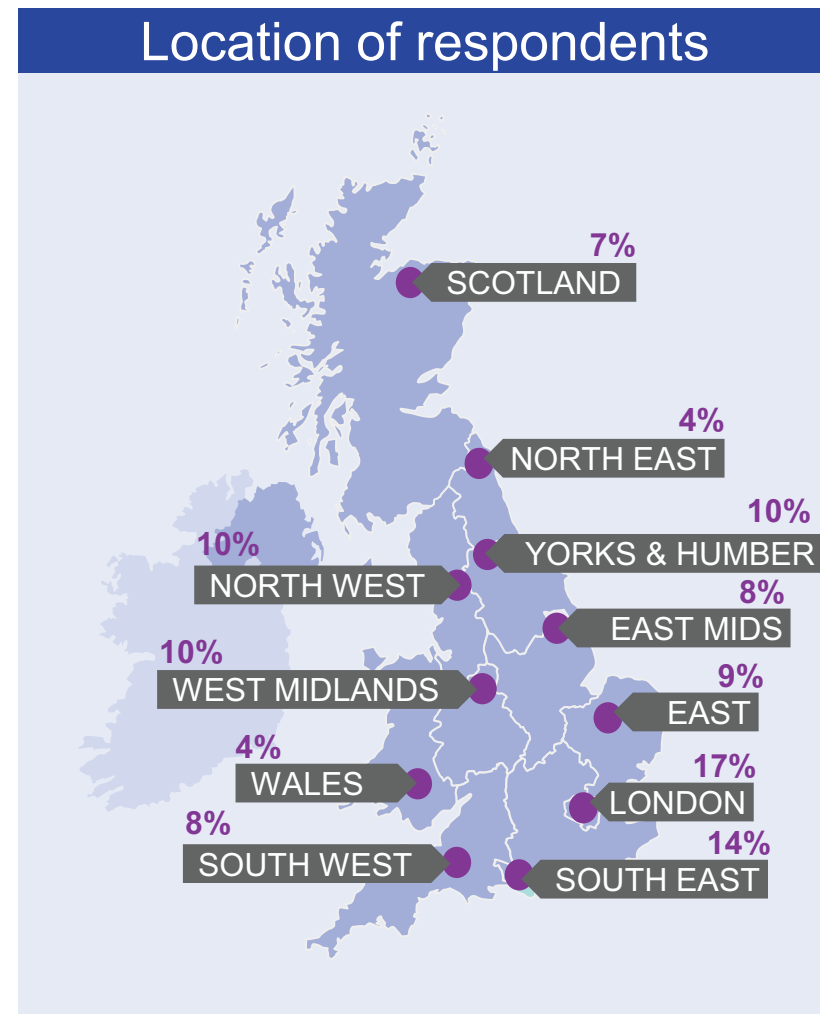 Location of respondents
7%
SCOTLAND
4%
NORTH EAST
10%
YORKS & HUMBER
10%
NORTH WEST
8%
EAST MIDS
10%
WEST MIDLANDS
9%
EAST
4%
WALES
17%
LONDON
8%
SOUTH WEST
14%
SOUTH EAST